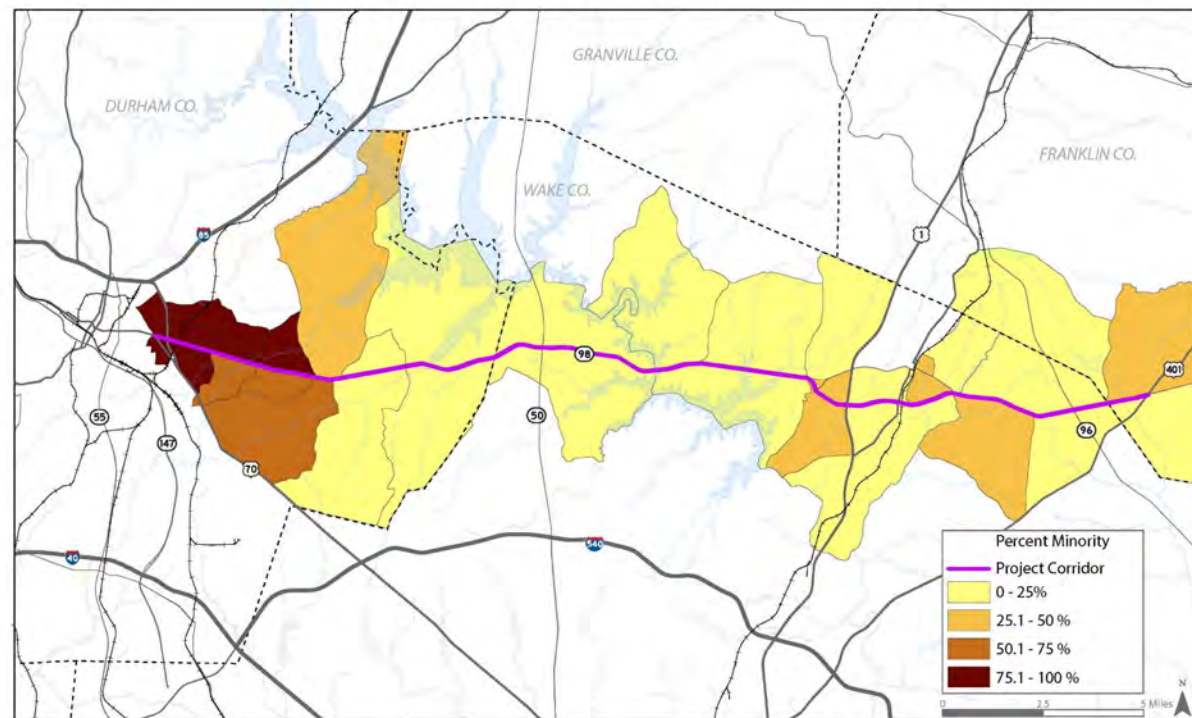 GRANVILLE CO.
DURHAM CO.
FRANKLIN CO.
WAKE CO.
1
85
98
401
55
147
50
96
70
40
540
Percent Minority
Project Corridor
0 - 25%
25.1 - 50 %
50.1 - 75 %
75.1 - 100 %
N
0 2.5 5 Miles